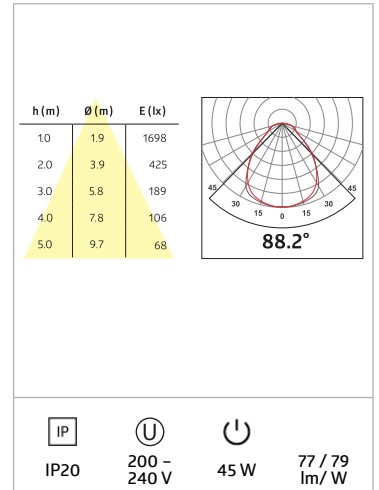 h (m) Ø (m) E (lx)
1.0 1.9 1698
2.0 3.9 425
3.0 5.8 189
4.0 7.8 106
5.0 9.7 68
45 30 15 0 15 30 45
88.2°
IP U
IP20 200 – 240 V 45 W 77 / 79 lm/ W